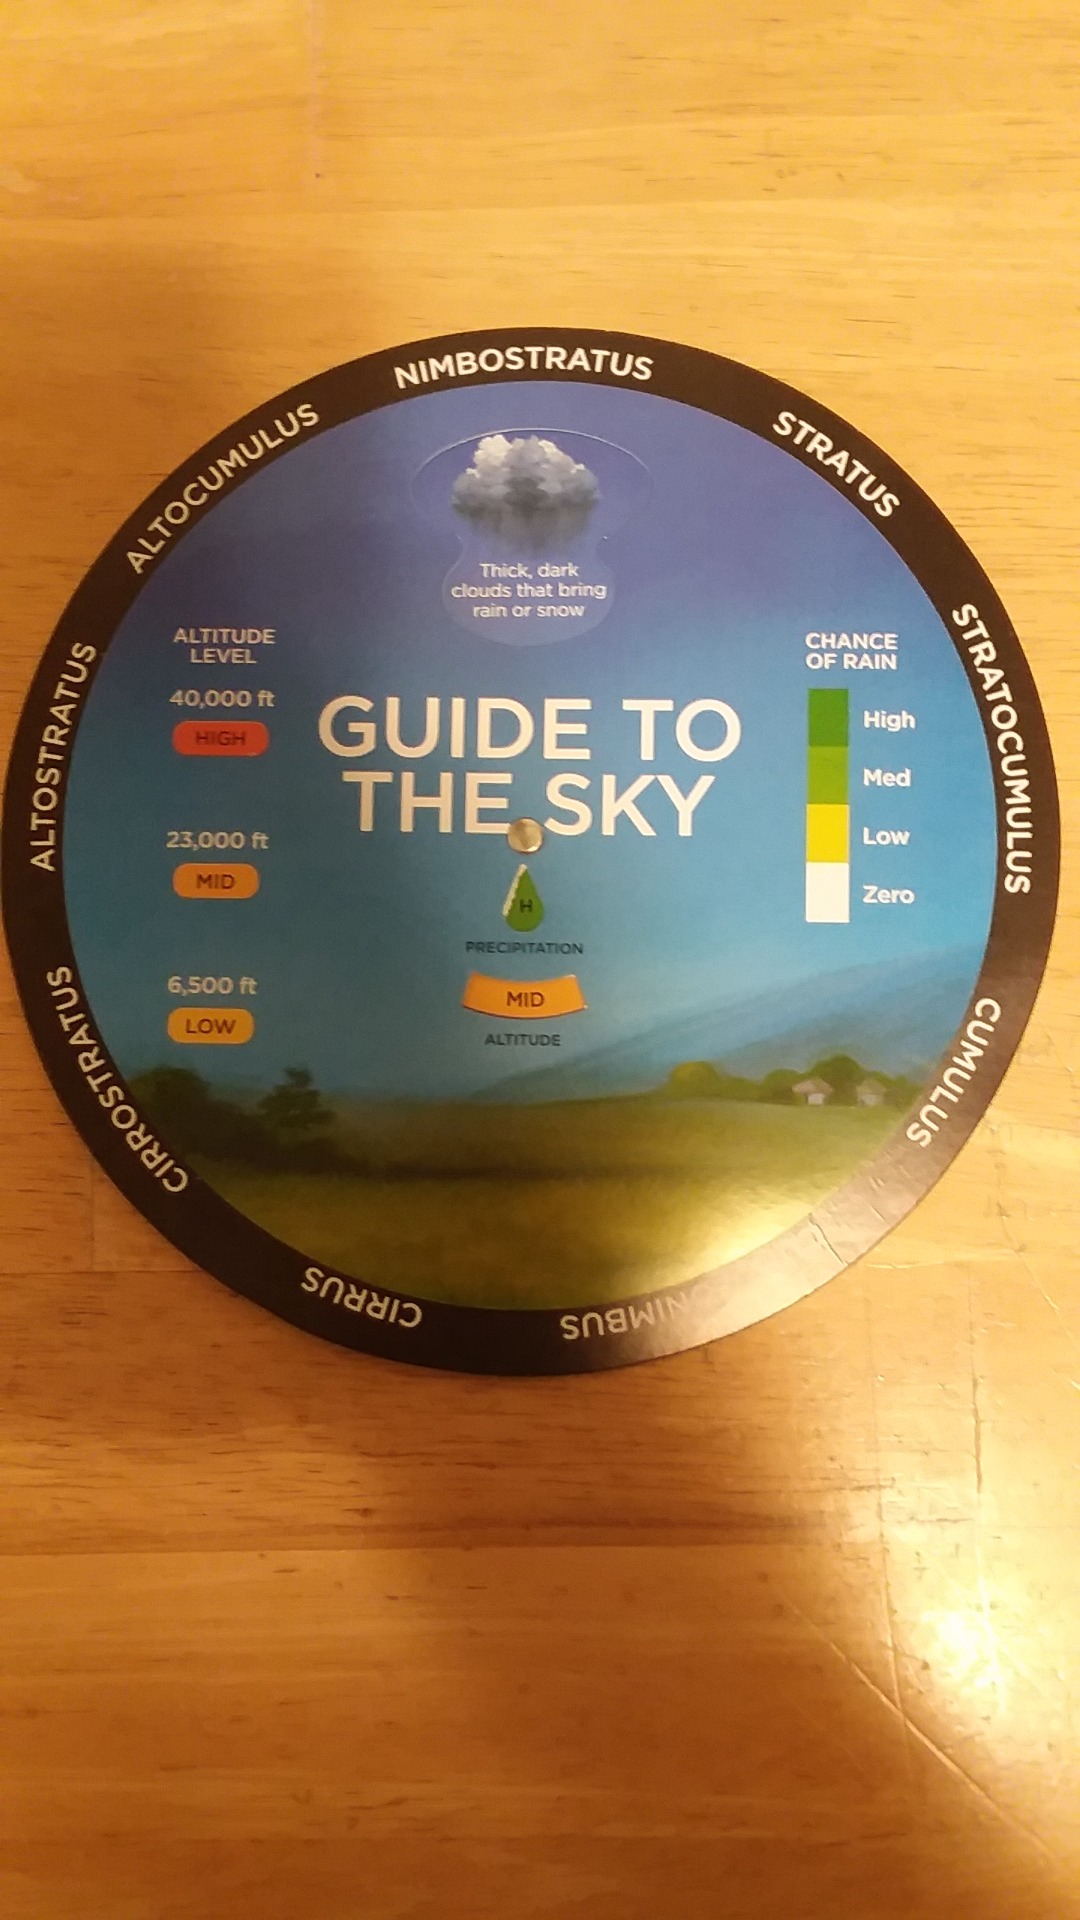 NIMBOSTRATUS
STRATUS
STRATOCUMULUS
CUMULUS
CIRRUS
CIRROSTRATUS
ALTOSTRATUS
ALTOCUMULUS
Thick, dark
clouds that bring
rain or snow
ALTITUDE
LEVEL
40,000 ft
HIGH
23,000 ft
MID
6,500 ft
LOW
GUIDE TO
THE SKY
H
PRECIPITATION
MID
ALTITUDE
CHANCE
OF RAIN
High
Med
Low
Zero